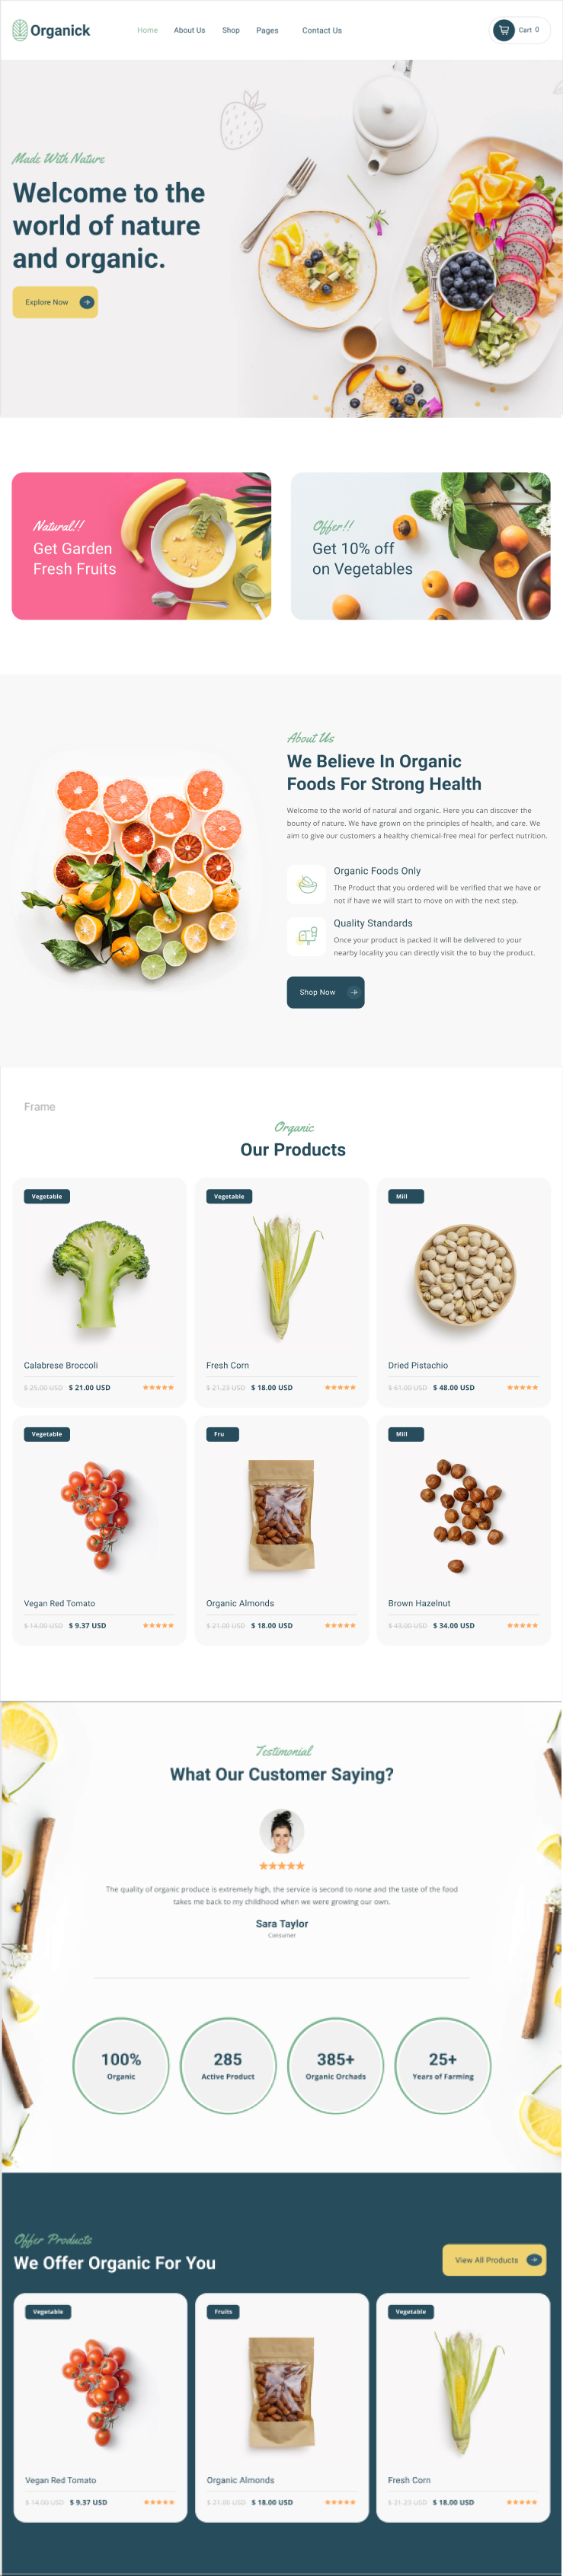 Organick
Home
About Us
Shop
Pages
Contact Us
Cart 0
Made With Nature
Welcome to the
world of nature
and organic.
Explore Now
Natural!!
Get Garden
Fresh Fruits
Offer!!
Get 10% off
on Vegetables
About Us
We Believe In Organic
Foods For Strong Health
Welcome to the world of natural and organic. Here you can discover the
bounty of nature. We have grown on the principles of health, and care. We
aim to give our customers a healthy chemical-free meal for perfect nutrition.
Organic Foods Only
The Product that you ordered will be verified that we have or
not if have we will start to move on with the next step.
Quality Standards
Once your product is packed it will be delivered to your
nearby locality you can directly visit the to buy the product.
Shop Now
Frame
Organic
Our Products
Vegetable
Calabrese Broccoli
$ 25.00 USD $ 21.00 USD
Vegetable
Fresh Corn
$ 21.23 USD $ 18.00 USD
Mill
Dried Pistachio
$ 61.00 USD $ 48.00 USD
Vegetable
Vegan Red Tomato
$ 14.00 USD $ 9.37 USD
Fru
Organic Almonds
$ 21.00 USD $ 18.00 USD
Mill
Brown Hazelnut
$ 43.00 USD $ 34.00 USD
Testimonial
What Our Customer Saying?
The quality of organic produce is extremely high, the service is second to none and the taste of the food
takes me back to my childhood when we were growing our own.
Sara Taylor
Consumer
100%
Organic
285
Active Product
385+
Organic Orchads
25+
Years of Farming
Offer Products
We Offer Organic For You
View All Products
Vegetable
Vegan Red Tomato
$ 14.00 USD $ 9.37 USD
Fruits
Organic Almonds
$ 21.00 USD $ 18.00 USD
Vegetable
Fresh Corn
$ 21.23 USD $ 18.00 USD